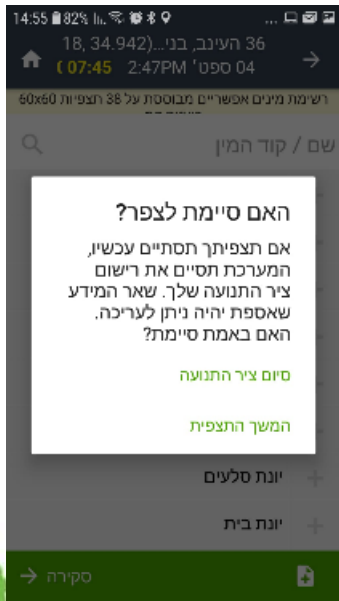 14:55 82% ...
36 העינב, בני...(34.942 ,18
04 ספט' 2:47PM 07:45 )
רשימת מינים אפשריים מבוססת על 38 תצפיות 60x60
שם / קוד המין
האם סיימת לצפר?
אם תצפיתך תסתיים עכשיו,
המערכת תסיים את רישום
ציר התנועה שלך. שאר המידע
שאספת יהיה ניתן לעריכה.
האם באמת סיימת?
סיום ציר התנועה
המשך התצפית
יונת סלעים
יונת בית
סקירה